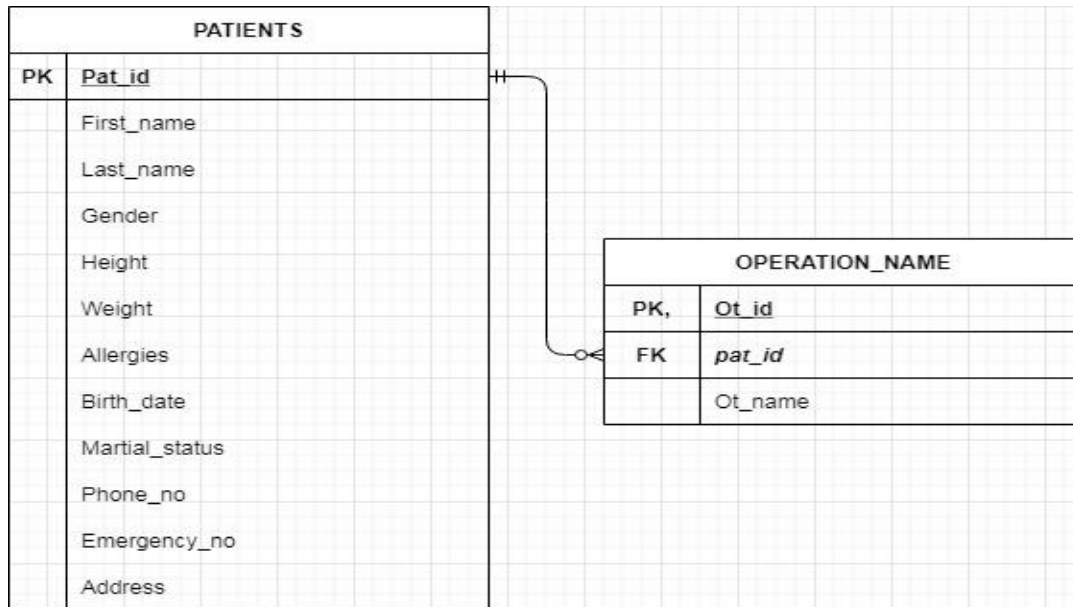 PATIENTS
PK Pat_id
First_name
Last_name
Gender
Height
Weight
Allergies
Birth_date
Martial_status
Phone_no
Emergency_no
Address
OPERATION_NAME
PK, Ot_id
FK pat_id
Ot_name